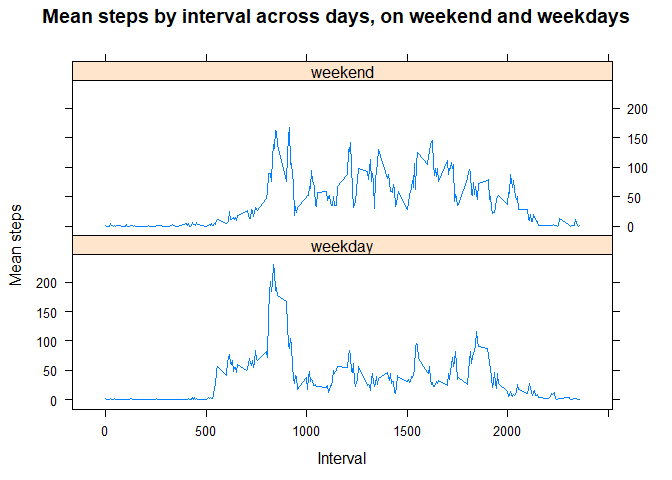 Mean steps by interval across days, on weekend and weekdays
weekend
200
150
100
50
0
Mean steps
weekday
200
150
100
50
0
0 500 1000 1500 2000
Interval